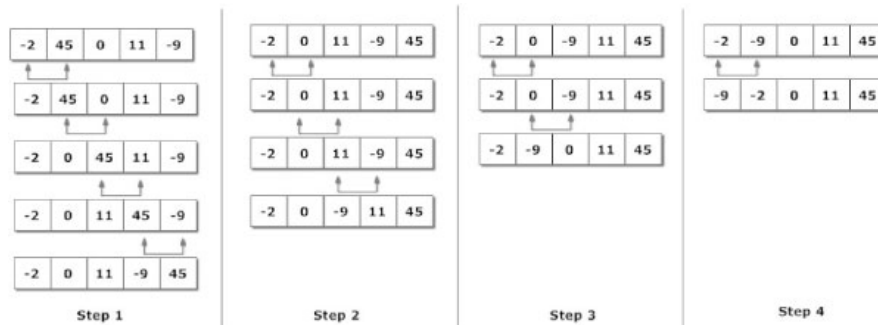 -2 45 0 11 -9
-2 45 0 11 -9
-2 0 45 11 -9
-2 0 11 45 -9
-2 0 11 -9 45
Step 1
-2 0 11 -9 45
-2 0 11 -9 45
-2 0 11 -9 45
-2 0 -9 11 45
Step 2
-2 0 -9 11 45
-2 0 -9 11 45
-2 -9 0 11 45
Step 3
-2 -9 0 11 45
-9 -2 0 11 45
Step 4